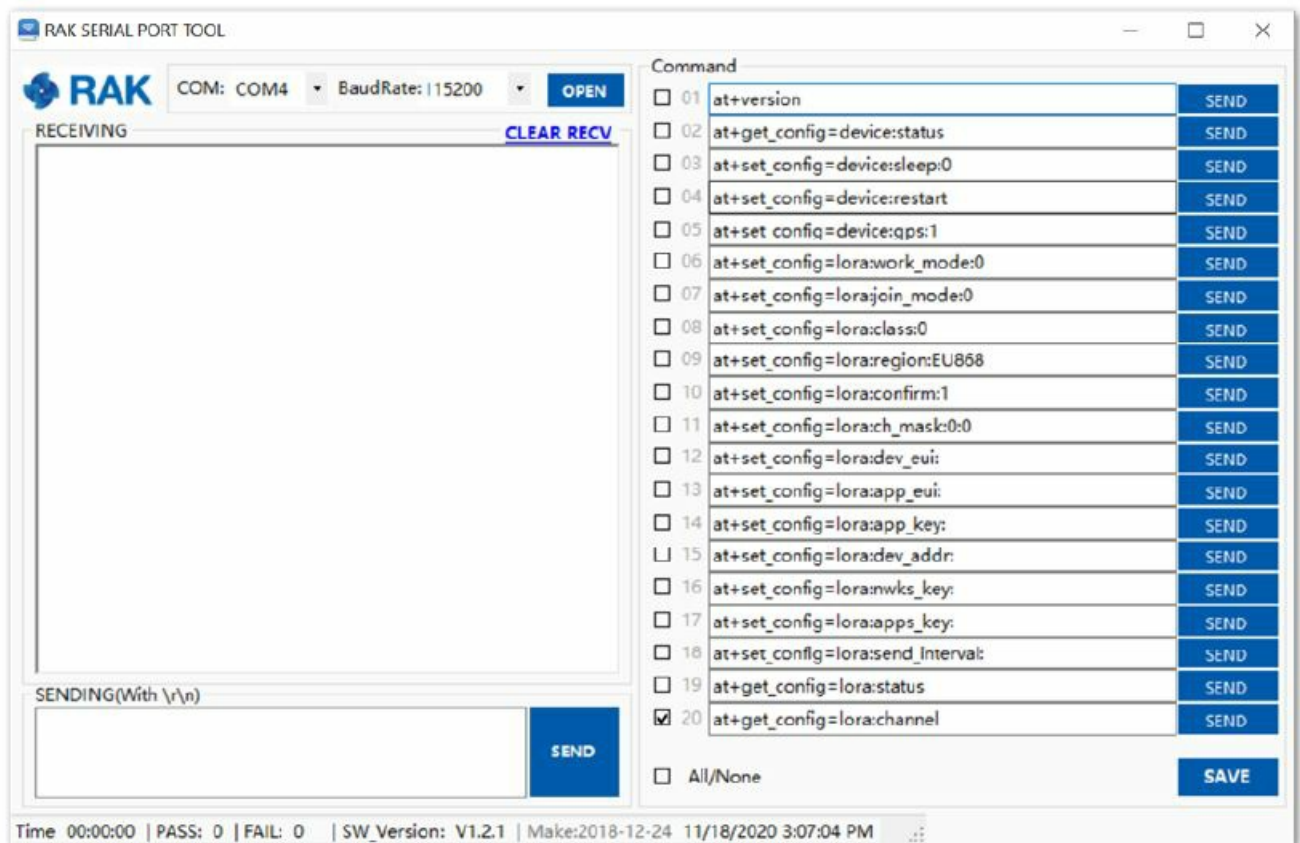 RAK SERIAL PORT TOOL
RAK
COM: COM4 BaudRate: 115200 OPEN
RECEIVING CLEAR RECV
SENDING(With \r\n)
SEND
Command
01 at+version SEND
02 at+get_config=device:status SEND
03 at+set_config=device:sleep:0 SEND
04 at+set_config=device:restart SEND
05 at+set_config=device:gps:1 SEND
06 at+set_config=lora:work_mode:0 SEND
07 at+set_config=lora:join_mode:0 SEND
08 at+set_config=lora:class:0 SEND
09 at+set_config=lora:region:EU868 SEND
10 at+set_config=lora:confirm:1 SEND
11 at+set_config=lora:ch_mask:0:0 SEND
12 at+set_config=lora:dev_eui: SEND
13 at+set_config=lora:app_eui: SEND
14 at+set_config=lora:app_key: SEND
15 at+set_config=lora:dev_addr: SEND
16 at+set_config=lora:nwks_key: SEND
17 at+set_config=lora:apps_key: SEND
18 at+set_config=lora:send_interval: SEND
19 at+get_config=lora:status SEND
20 at+get_config=lora:channel SEND
All/None SAVE
Time 00:00:00 | PASS: 0 | FAIL: 0 | SW_Version: V1.2.1 | Make:2018-12-24 11/18/2020 3:07:04 PM